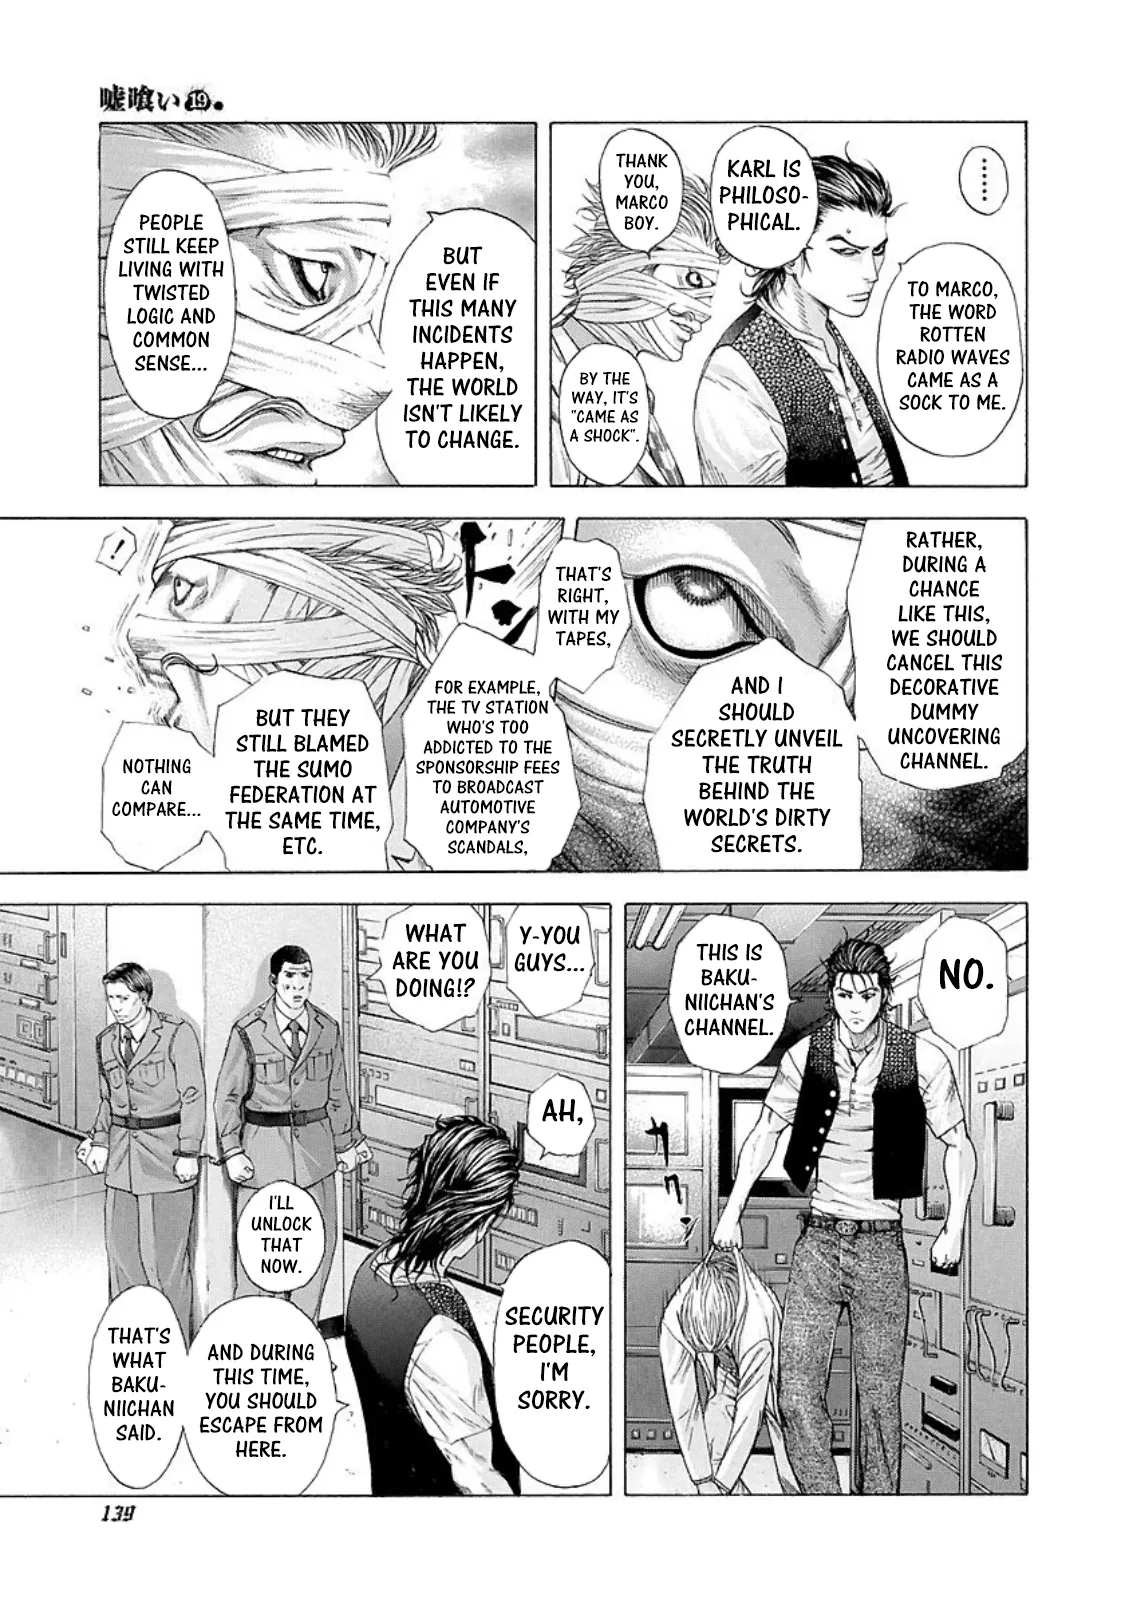 嘘喰い 19
‥‥‥
KARL IS
PHILOSO-
PHICAL.
THANK
YOU,
MARCO
BOY.
TO MARCO,
THE WORD
ROTTEN
RADIO WAVES
CAME AS A
SOCK TO ME.
BY THE
WAY, IT'S
"CAME AS
A SHOCK".
BUT
EVEN IF
THIS MANY
INCIDENTS
HAPPEN,
THE WORLD
ISN'T LIKELY
TO CHANGE.
PEOPLE
STILL KEEP
LIVING WITH
TWISTED
LOGIC AND
COMMON
SENSE...
RATHER,
DURING A
CHANCE
LIKE THIS,
WE SHOULD
CANCEL THIS
DECORATIVE
DUMMY
UNCOVERING
CHANNEL.
AND I
SHOULD
SECRETLY UNVEIL
THE TRUTH
BEHIND THE
WORLD'S DIRTY
SECRETS.
THAT'S
RIGHT,
WITH MY
TAPES,
FOR EXAMPLE,
THE TV STATION
WHO'S TOO
ADDICTED TO THE
SPONSORSHIP FEES
TO BROADCAST
AUTOMOTIVE
COMPANY'S
SCANDALS,
BUT THEY
STILL BLAMED
THE SUMO
FEDERATION AT
THE SAME TIME,
ETC.
!
NOTHING
CAN
COMPARE...
NO.
THIS IS
BAKU-
NIICHAN'S
CHANNEL.
Y-YOU
GUYS...
WHAT
ARE YOU
DOING!?
AH,
SECURITY
PEOPLE,
I'M
SORRY.
I'LL
UNLOCK
THAT
NOW.
AND DURING
THIS TIME,
YOU SHOULD
ESCAPE FROM
HERE.
THAT'S
WHAT
BAKU-
NIICHAN
SAID.
139